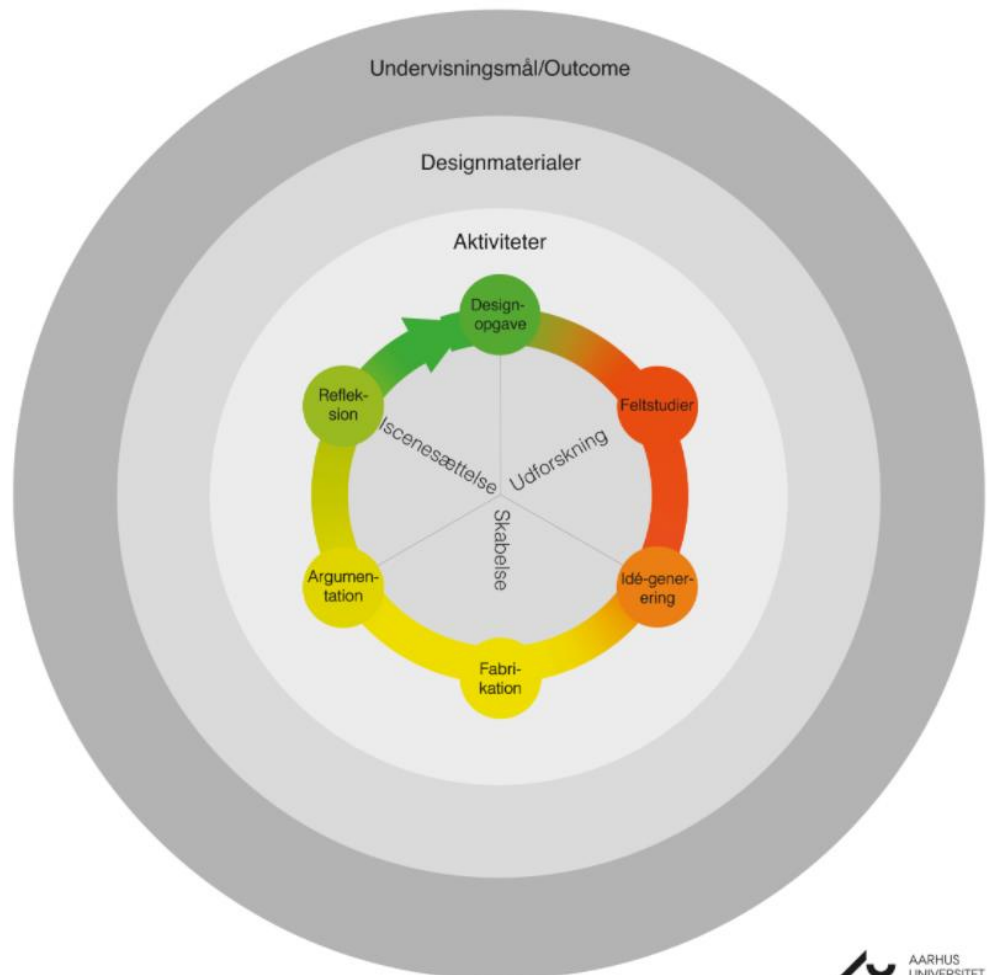 Undervisningsmål/Outcome
Designmaterialer
Aktiviteter
Design-
opgave
Feltstudier
Idé-gener-
ering
Fabri-
kation
Argumen-
tation
Reflek-
sion
Iscenesættelse
Udforskning
Skabelse
AARHUS
UNIVERSITET